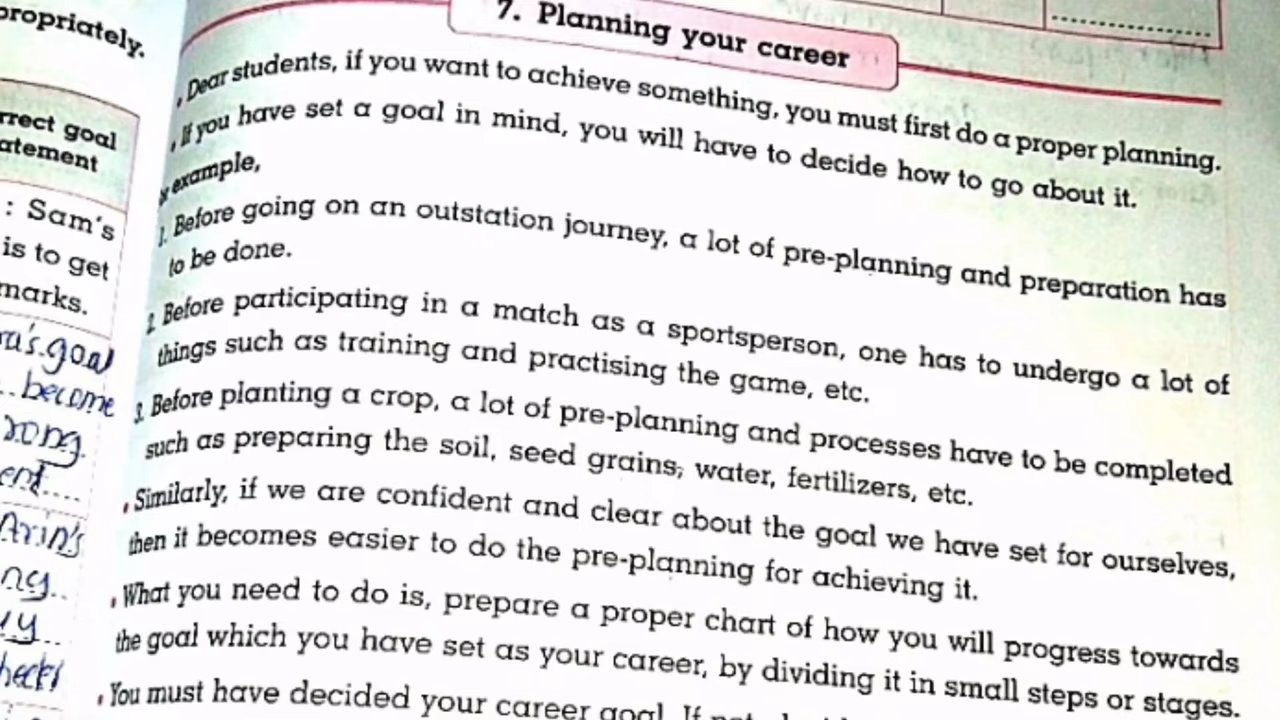 propriately.
rrect goal
atement
: Sam's
is to get
marks.
goal
become
Arin's
7. Planning your career
Dear students, if you want to achieve something, you must first do a proper planning.
If you have set a goal in mind, you will have to decide how to go about it.
example,
1. Before going on an outstation journey, a lot of pre-planning and preparation has
to be done.
2. Before participating in a match as a sportsperson, one has to undergo a lot of
things such as training and practising the game, etc.
3. Before planting a crop, a lot of pre-planning and processes have to be completed
such as preparing the soil, seed grains, water, fertilizers, etc.
Similarly, if we are confident and clear about the goal we have set for ourselves,
then it becomes easier to do the pre-planning for achieving it.
What you need to do is, prepare a proper chart of how you will progress towards
the goal which you have set as your career, by dividing it in small steps or stages.
You must have decided your career goal. If